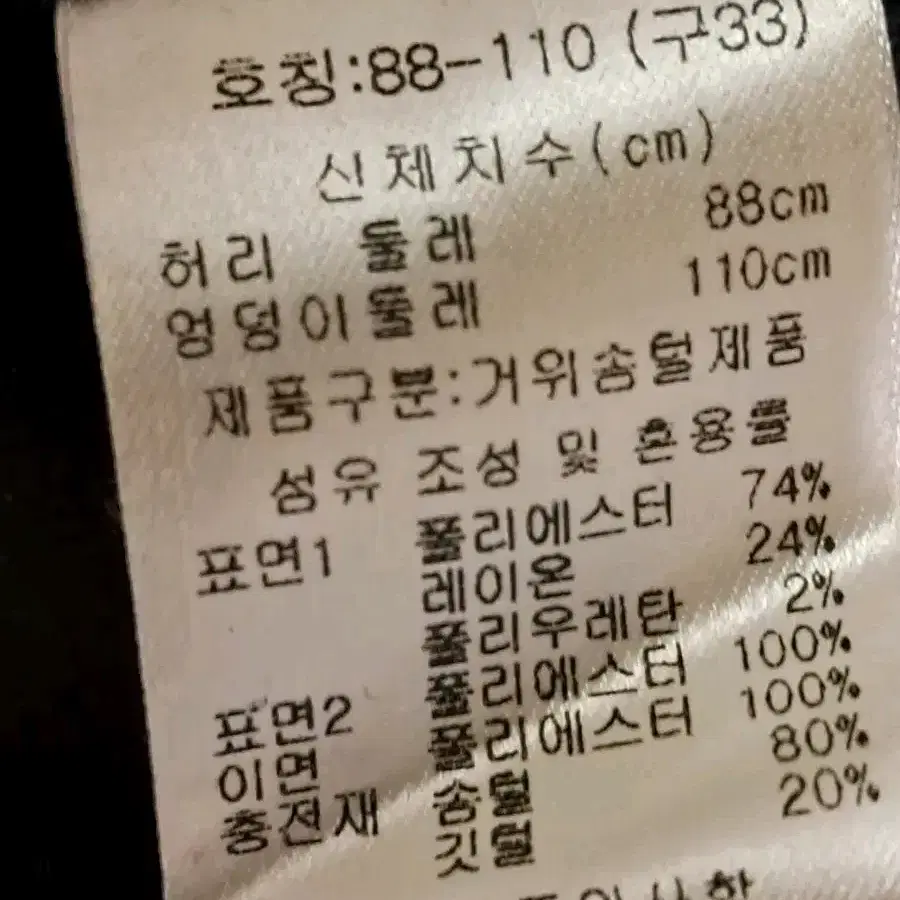 호칭:88-110 (구33)
신체치수(cm)
허리 둘레 88cm
엉덩이둘레 110cm
제품구분:거위솜털제품
섬유 조성 및 혼용률
표면1 폴리에스터 74%
레이온 24%
폴리우레탄 2%
표면2 폴리에스터 100%
이면 폴리에스터 100%
충전재 솜털 80%
깃털 20%